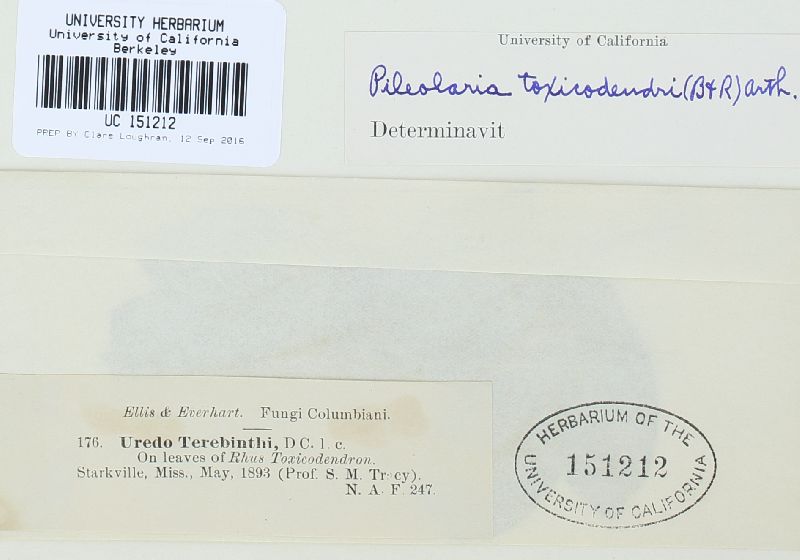 UNIVERSITY HERBARIUM
University of California
Berkeley
UC 151212
PREP BY Clare Loughran, 12 Sep 2016
University of California
Pileolaria toxicodendri (B&R) Arth.
Determinavit
Ellis & Everhart. Fungi Columbiani.
176. Uredo Terebinthi, DC. l. c.
On leaves of Rhus Toxicodendron.
Starkville, Miss., May, 1893 (Prof. S. M. Tr cy).
N. A. F. 247.
HERBARIUM OF THE
151212
UNIVERSITY OF CALIFORNIA